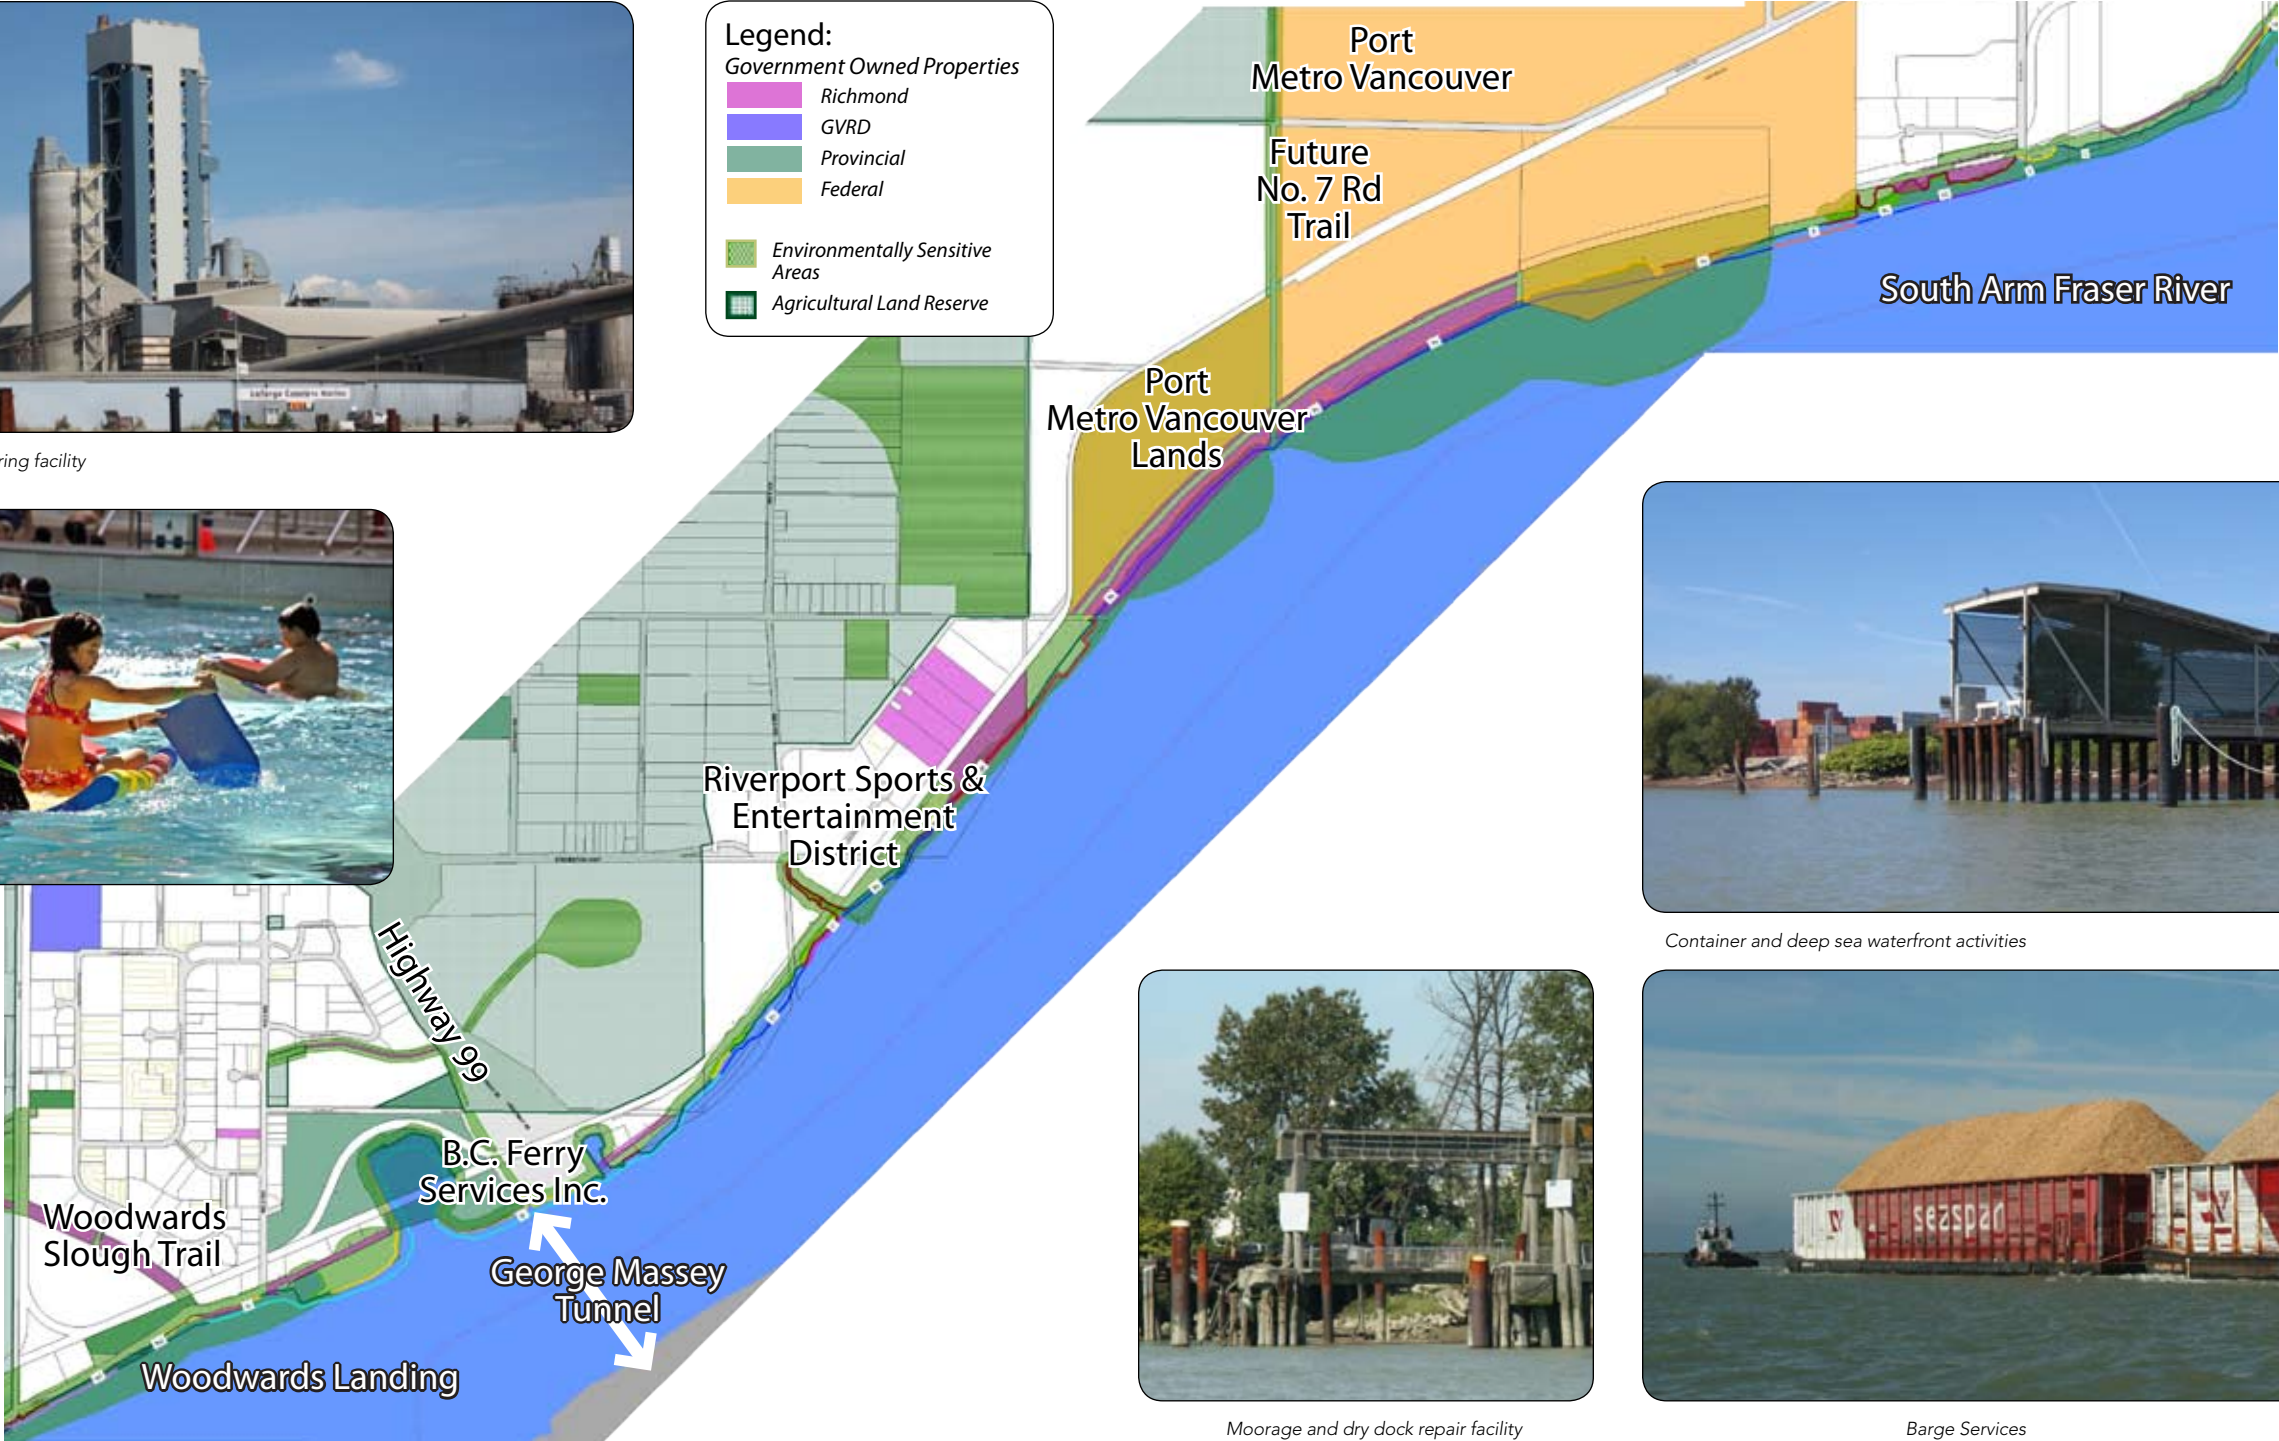 Legend:
Government Owned Properties
Richmond
GVRD
Provincial
Federal
Environmentally Sensitive
Areas
Agricultural Land Reserve
Port
Metro Vancouver
Future
No. 7 Rd
Trail
South Arm Fraser River
Port
Metro Vancouver
Lands
ring facility
Riverport Sports &
Entertainment
District
Highway 99
B.C. Ferry
Services Inc.
Woodwards
Slough Trail
George Massey
Tunnel
Woodwards Landing
Container and deep sea waterfront activities
seaspan
Moorage and dry dock repair facility
Barge Services